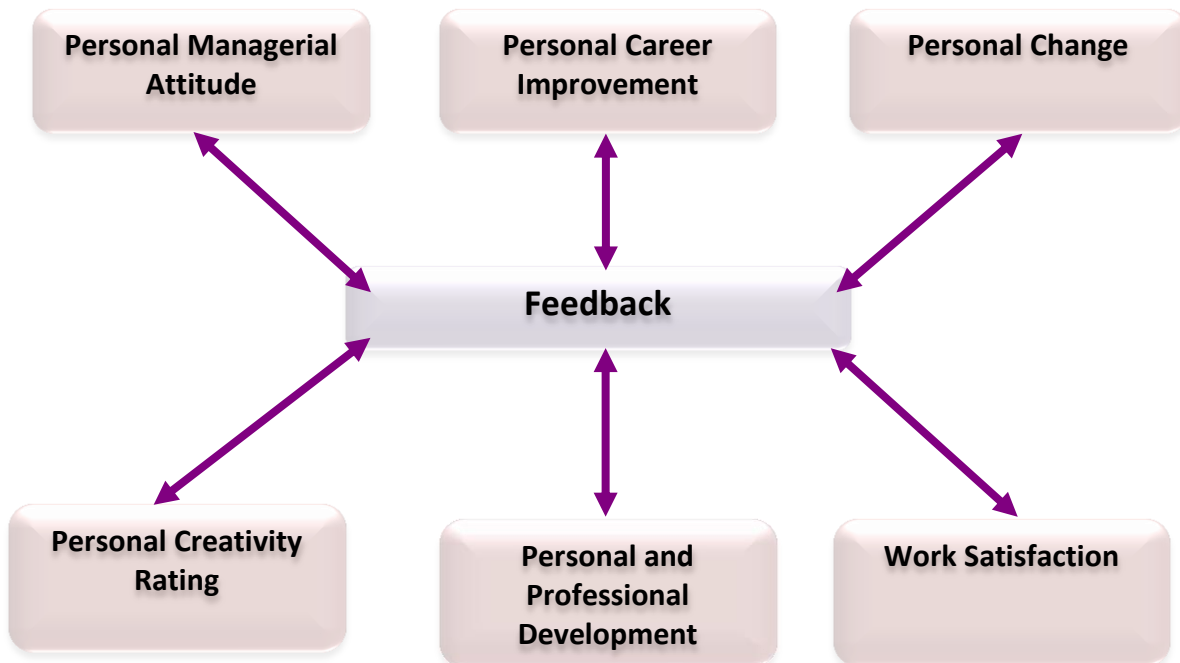 Personal Managerial
Attitude
Personal Career
Improvement
Personal Change
Feedback
Personal Creativity
Rating
Personal and
Professional
Development
Work Satisfaction